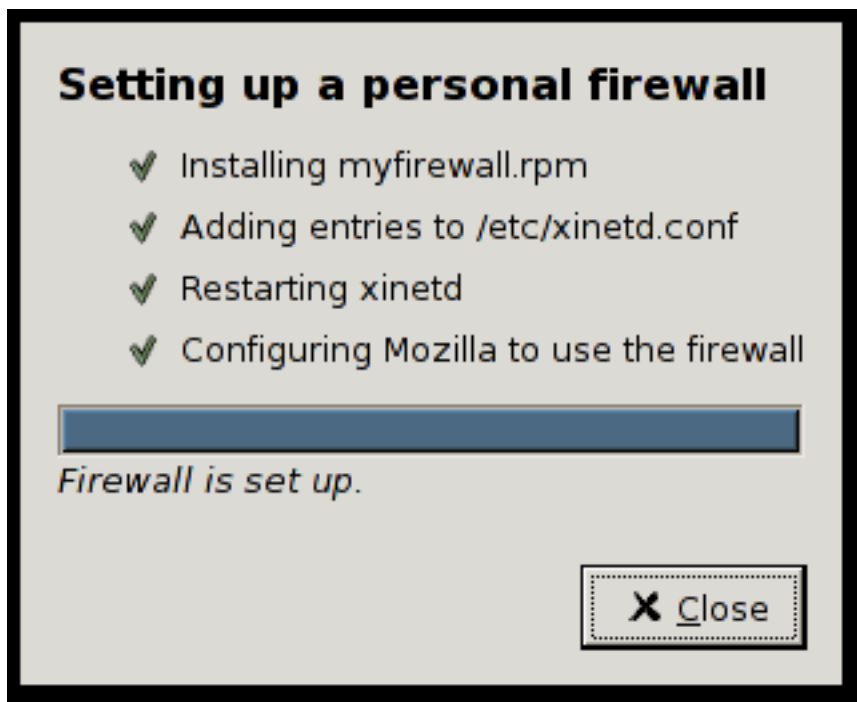 Setting up a personal firewall
Installing myfirewall.rpm
Adding entries to /etc/xinetd.conf
Restarting xinetd
Configuring Mozilla to use the firewall
Firewall is set up.
Close